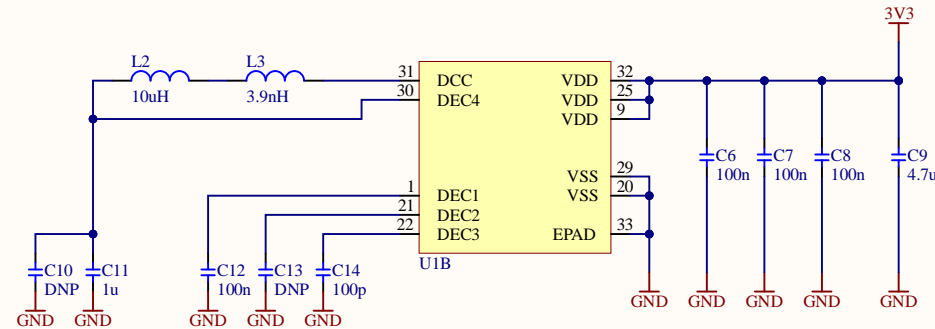 3V3
L2
L3
10uH
3.9nH
31
DCC
VDD
32
30
DEC4
VDD
25
VDD
9
C6
100n
C7
100n
C8
100n
C9
4.7u
VSS
29
1
DEC1
VSS
20
21
DEC2
22
DEC3
EPAD
33
U1B
C10
DNP
C11
1u
C12
100n
C13
DNP
C14
100p
GND
GND
GND
GND
GND
GND
GND
GND
GND
GND